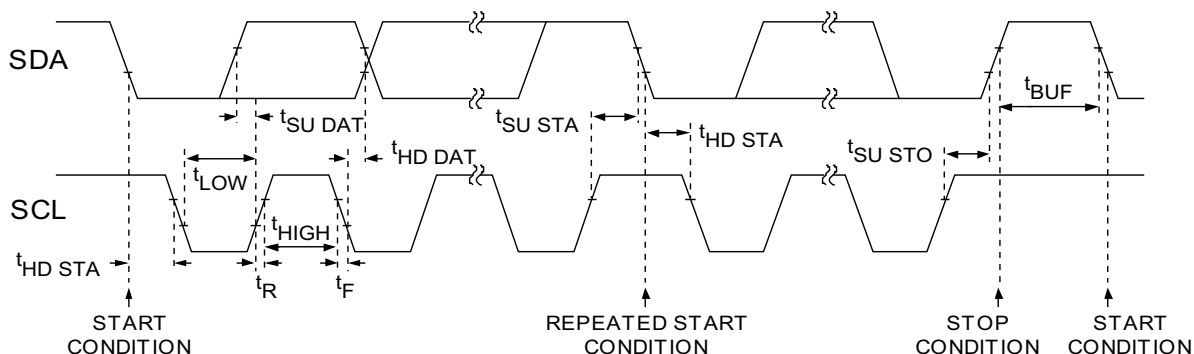 SDA
tBUF
tSU DAT
tSU STA
tHD STA
tHD DAT
tSU STO
tLOW
SCL
tHIGH
tHD STA
tR
tF
START
CONDITION
REPEATED START
CONDITION
STOP
CONDITION
START
CONDITION